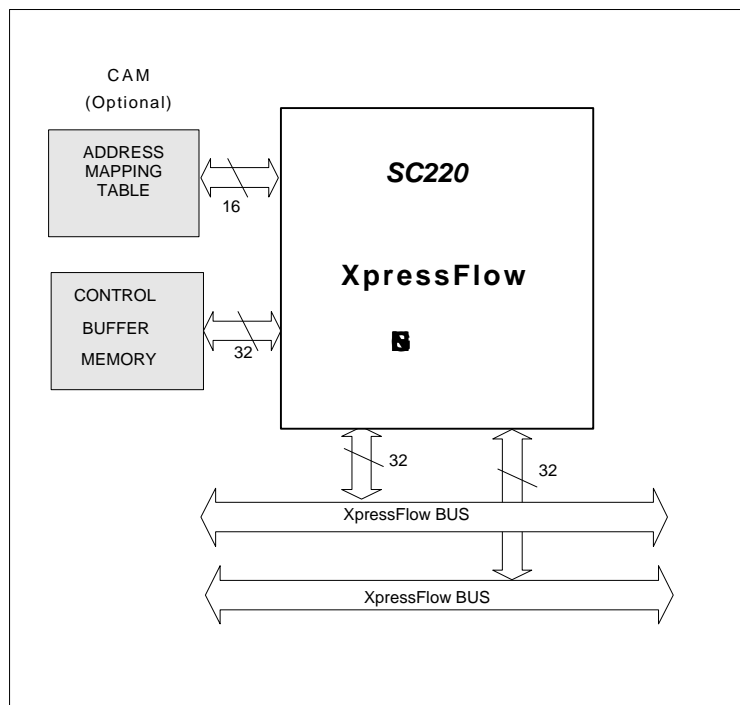 CAM
(Optional)
ADDRESS
MAPPING
TABLE
16
SC220
XpressFlow
CONTROL
BUFFER
MEMORY
32
32
32
XpressFlow BUS
XpressFlow BUS